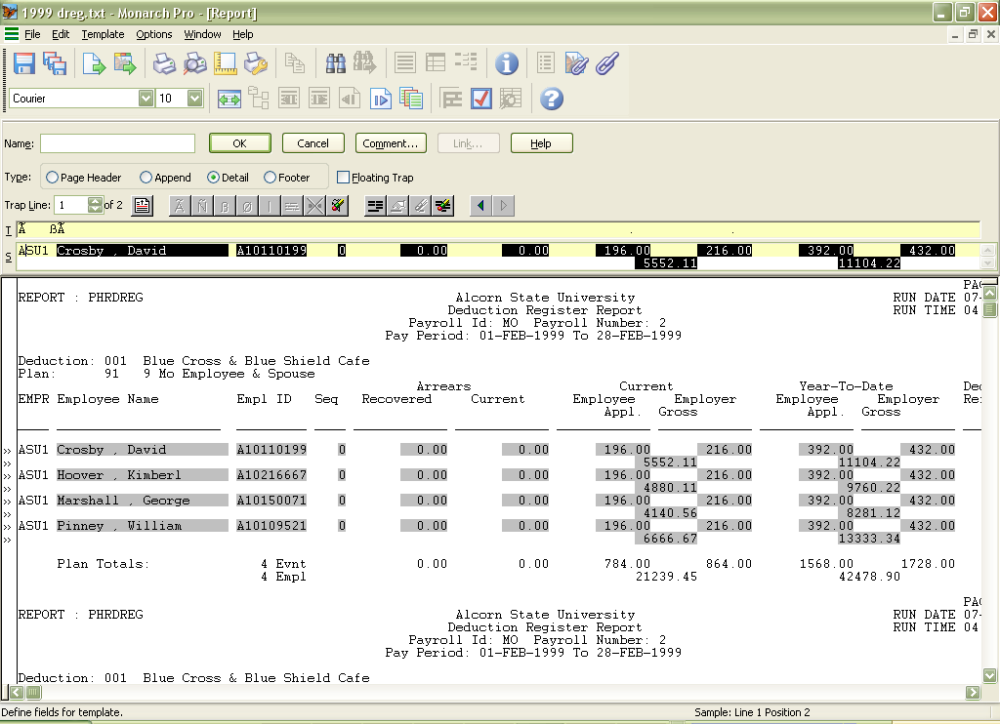 1999 dreg.txt - Monarch Pro - [Report]
File Edit Template Options Window Help
Courier 10
Name: OK Cancel Comment... Link... Help
Type: Page Header Append Detail Footer Floating Trap
Trap Line: 1 of 2
T Ã ßÃ . .
S ASU1 Crosby , David A10110199 0 0.00 0.00 196.00 216.00 392.00 432.00
5552.11 11104.22
PAG
REPORT : PHRDREG Alcorn State University RUN DATE 07-
Deduction Register Report RUN TIME 04
Payroll Id: MO Payroll Number: 2
Pay Period: 01-FEB-1999 To 28-FEB-1999
Deduction: 001 Blue Cross & Blue Shield Cafe
Plan: 91 9 Mo Employee & Spouse
Arrears Current Year-To-Date Dec
EMPR Employee Name Empl ID Seq Recovered Current Employee Employer Employee Employer Re
Appl. Gross Appl. Gross
» ASU1 Crosby , David A10110199 0 0.00 0.00 196.00 216.00 392.00 432.00
» 5552.11 11104.22
» ASU1 Hoover , Kimberl A10216667 0 0.00 0.00 196.00 216.00 392.00 432.00
» 4880.11 9760.22
» ASU1 Marshall , George A10150071 0 0.00 0.00 196.00 216.00 392.00 432.00
» 4140.56 8281.12
» ASU1 Pinney , William A10109521 0 0.00 0.00 196.00 216.00 392.00 432.00
» 6666.67 13333.34
Plan Totals: 4 Evnt 0.00 0.00 784.00 864.00 1568.00 1728.00
4 Empl 21239.45 42478.90
PAG
REPORT : PHRDREG Alcorn State University RUN DATE 07-
Deduction Register Report RUN TIME 04
Payroll Id: MO Payroll Number: 2
Pay Period: 01-FEB-1999 To 28-FEB-1999
Deduction: 001 Blue Cross & Blue Shield Cafe
Define fields for template. Sample: Line 1 Position 2